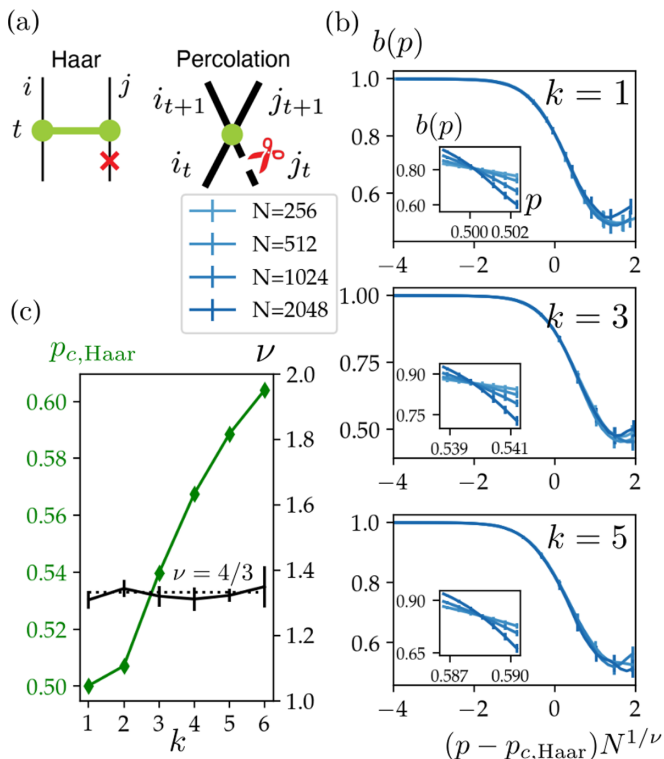 (a)
Haar
i
j
t
Percolation
i_{t+1}
j_{t+1}
i_t
j_t
N=256
N=512
N=1024
N=2048
(b)
b(p)
1.0
0.8
0.6
k = 1
b(p)
0.80
0.60
0.500
0.502
p
−4
−2
0
2
1.00
0.75
0.50
k = 3
0.90
0.75
0.539
0.541
−4
−2
0
2
1.0
0.8
0.6
k = 5
0.90
0.65
0.587
0.590
−4
−2
0
2
(p − p_{c,Haar})N^{1/ν}
(c)
p_{c,Haar}
ν
0.60
0.58
0.56
0.54
0.52
0.50
2.0
1.8
1.6
1.4
1.2
1.0
ν = 4/3
1
2
3
4
5
6
k